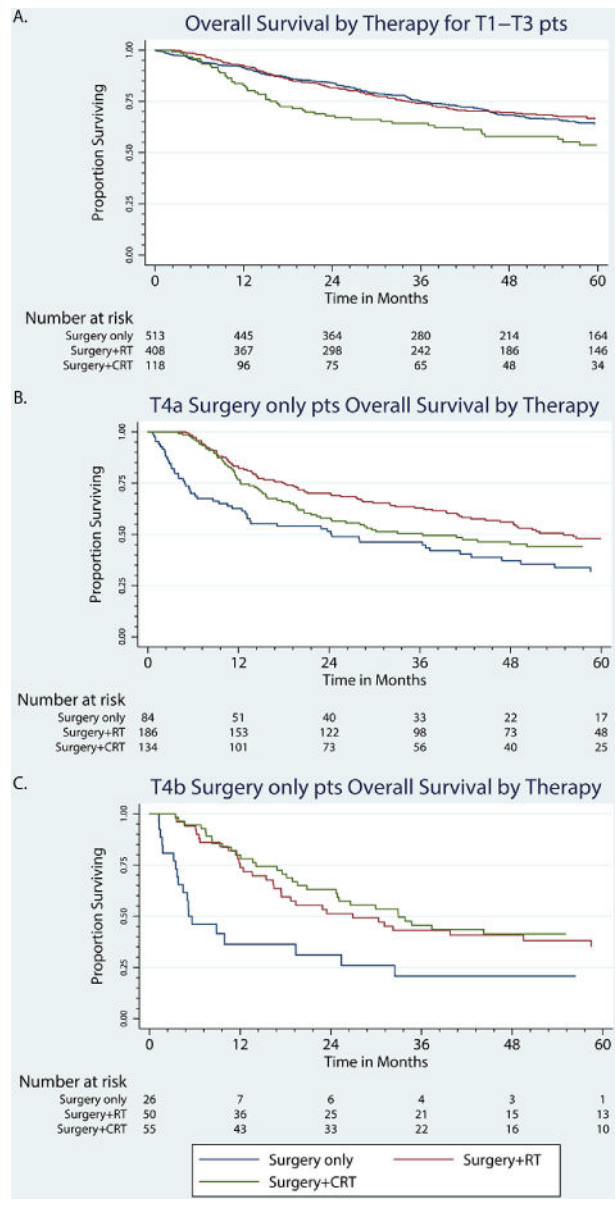 A.
Overall Survival by Therapy for T1−T3 pts
Proportion Surviving
1.00
0.75
0.50
0.25
0.00
0 12 24 36 48 60
Time in Months
Number at risk
Surgery only 513 445 364 280 214 164
Surgery+RT 408 367 298 242 186 146
Surgery+CRT 118 96 75 65 48 34
B.
T4a Surgery only pts Overall Survival by Therapy
Proportion Surviving
1.00
0.75
0.50
0.25
0.00
0 12 24 36 48 60
Time in Months
Number at risk
Surgery only 84 51 40 33 22 17
Surgery+RT 186 153 122 98 73 48
Surgery+CRT 134 101 73 56 40 25
C.
T4b Surgery only pts Overall Survival by Therapy
Proportion Surviving
1.00
0.75
0.50
0.25
0.00
0 12 24 36 48 60
Time in Months
Number at risk
Surgery only 26 7 6 4 3 1
Surgery+RT 50 36 25 21 15 13
Surgery+CRT 55 43 33 22 16 10
Surgery only Surgery+RT
Surgery+CRT